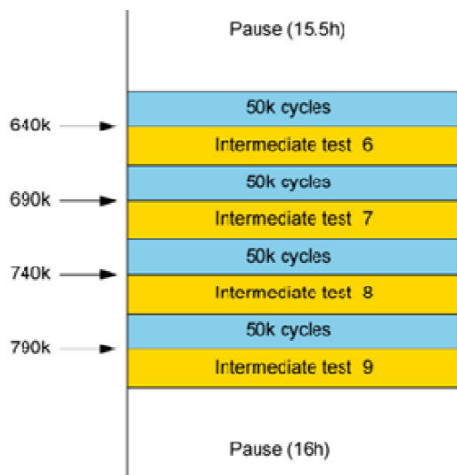 Pause (15.5h)
50k cycles
640k
Intermediate test 6
50k cycles
690k
Intermediate test 7
50k cycles
740k
Intermediate test 8
50k cycles
790k
Intermediate test 9
Pause (16h)